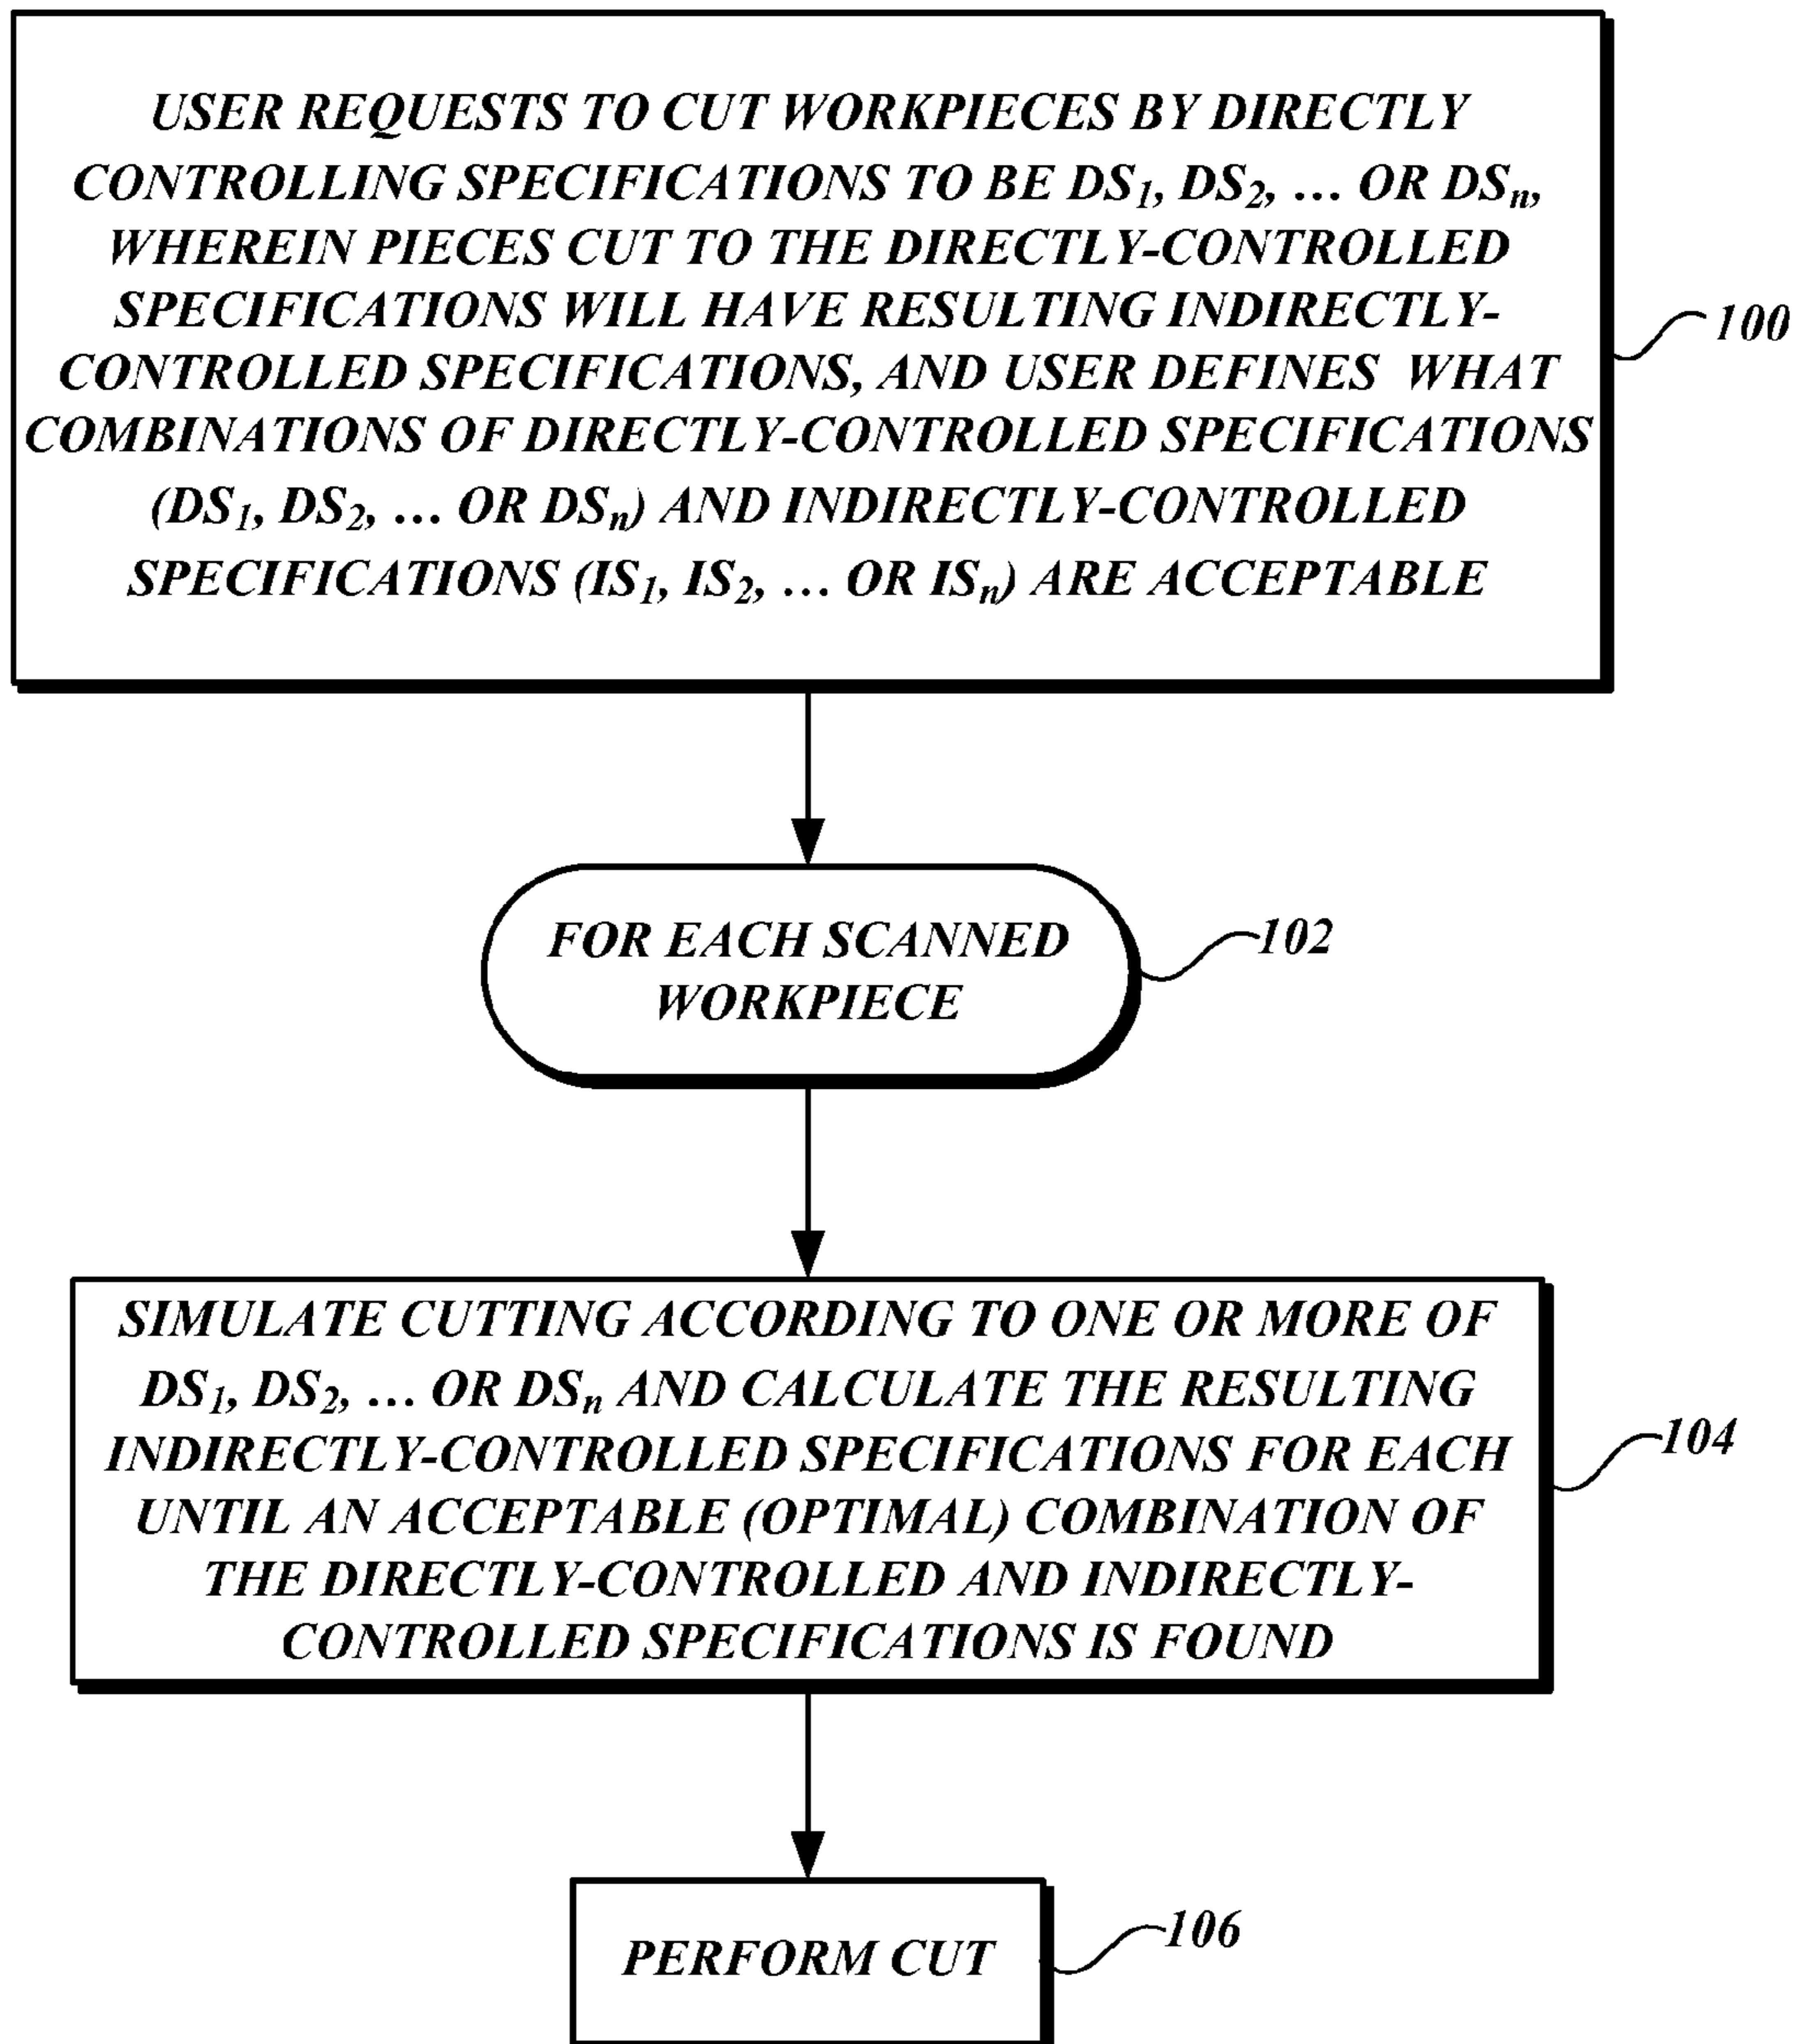 USER REQUESTS TO CUT WORKPIECES BY DIRECTLY
CONTROLLING SPECIFICATIONS TO BE DS1, DS2, … OR DSn,
WHEREIN PIECES CUT TO THE DIRECTLY-CONTROLLED
SPECIFICATIONS WILL HAVE RESULTING INDIRECTLY-
CONTROLLED SPECIFICATIONS, AND USER DEFINES WHAT
COMBINATIONS OF DIRECTLY-CONTROLLED SPECIFICATIONS
(DS1, DS2, … OR DSn) AND INDIRECTLY-CONTROLLED
SPECIFICATIONS (IS1, IS2, … OR ISn) ARE ACCEPTABLE
100
FOR EACH SCANNED
WORKPIECE
102
SIMULATE CUTTING ACCORDING TO ONE OR MORE OF
DS1, DS2, … OR DSn AND CALCULATE THE RESULTING
INDIRECTLY-CONTROLLED SPECIFICATIONS FOR EACH
UNTIL AN ACCEPTABLE (OPTIMAL) COMBINATION OF
THE DIRECTLY-CONTROLLED AND INDIRECTLY-
CONTROLLED SPECIFICATIONS IS FOUND
104
PERFORM CUT
106